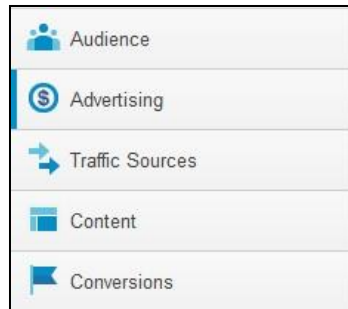 Audience
Advertising
Traffic Sources
Content
Conversions